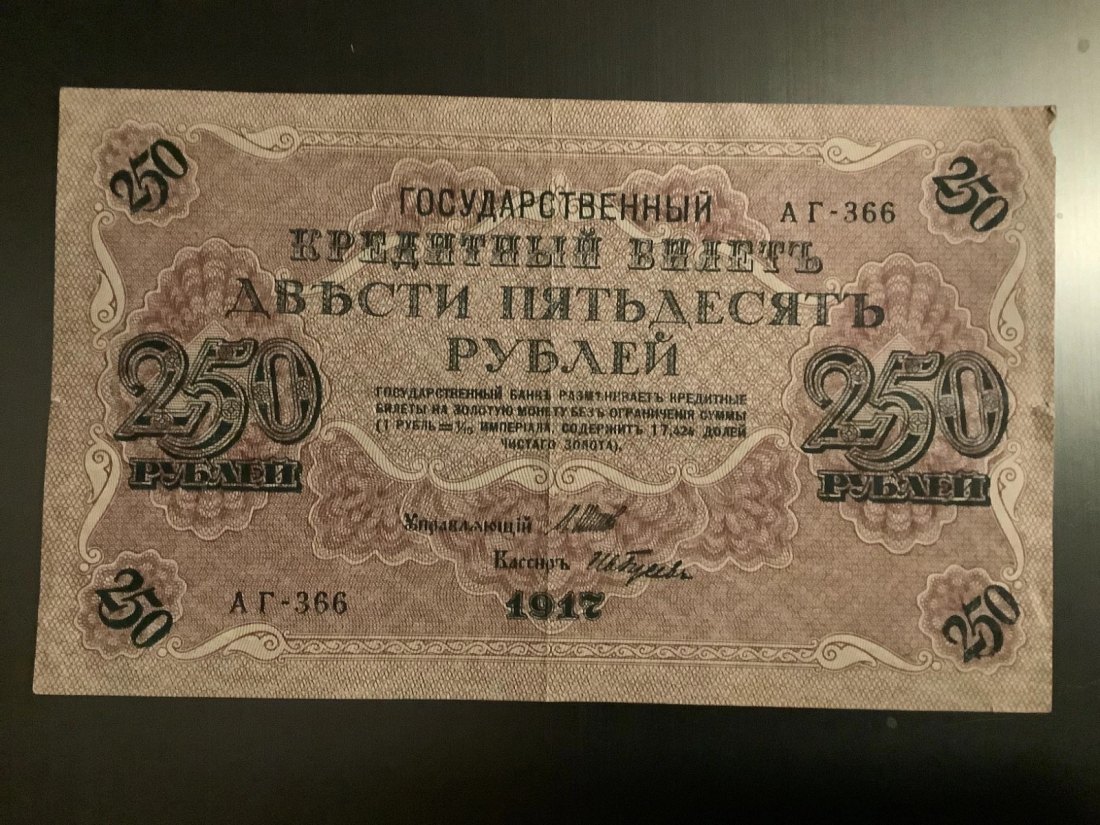 250
250
ГОСУДАРСТВЕННЫЙ
АГ-366
КРЕДИТНЫЙ БИЛЕТЪ
ДВѢСТИ ПЯТЬДЕСЯТЪ
РУБЛЕЙ
250
РУБЛЕЙ
250
РУБЛЕЙ
ГОСУДАРСТВЕННЫЙ БАНКЪ РАЗМѢНИВАЕТЪ КРЕДИТНЫЕ
БИЛЕТЫ НА ЗОЛОТУЮ МОНЕТУ БЕЗЪ ОГРАНИЧЕНІЯ СУММЫ
(1 РУБЛЬ = 1/15 ИМПЕРІАЛА, СОДЕРЖИТЪ 17,424 ДОЛЕЙ
ЧИСТАГО ЗОЛОТА).
Управляющій
Кассиръ
АГ-366
1917
250
250